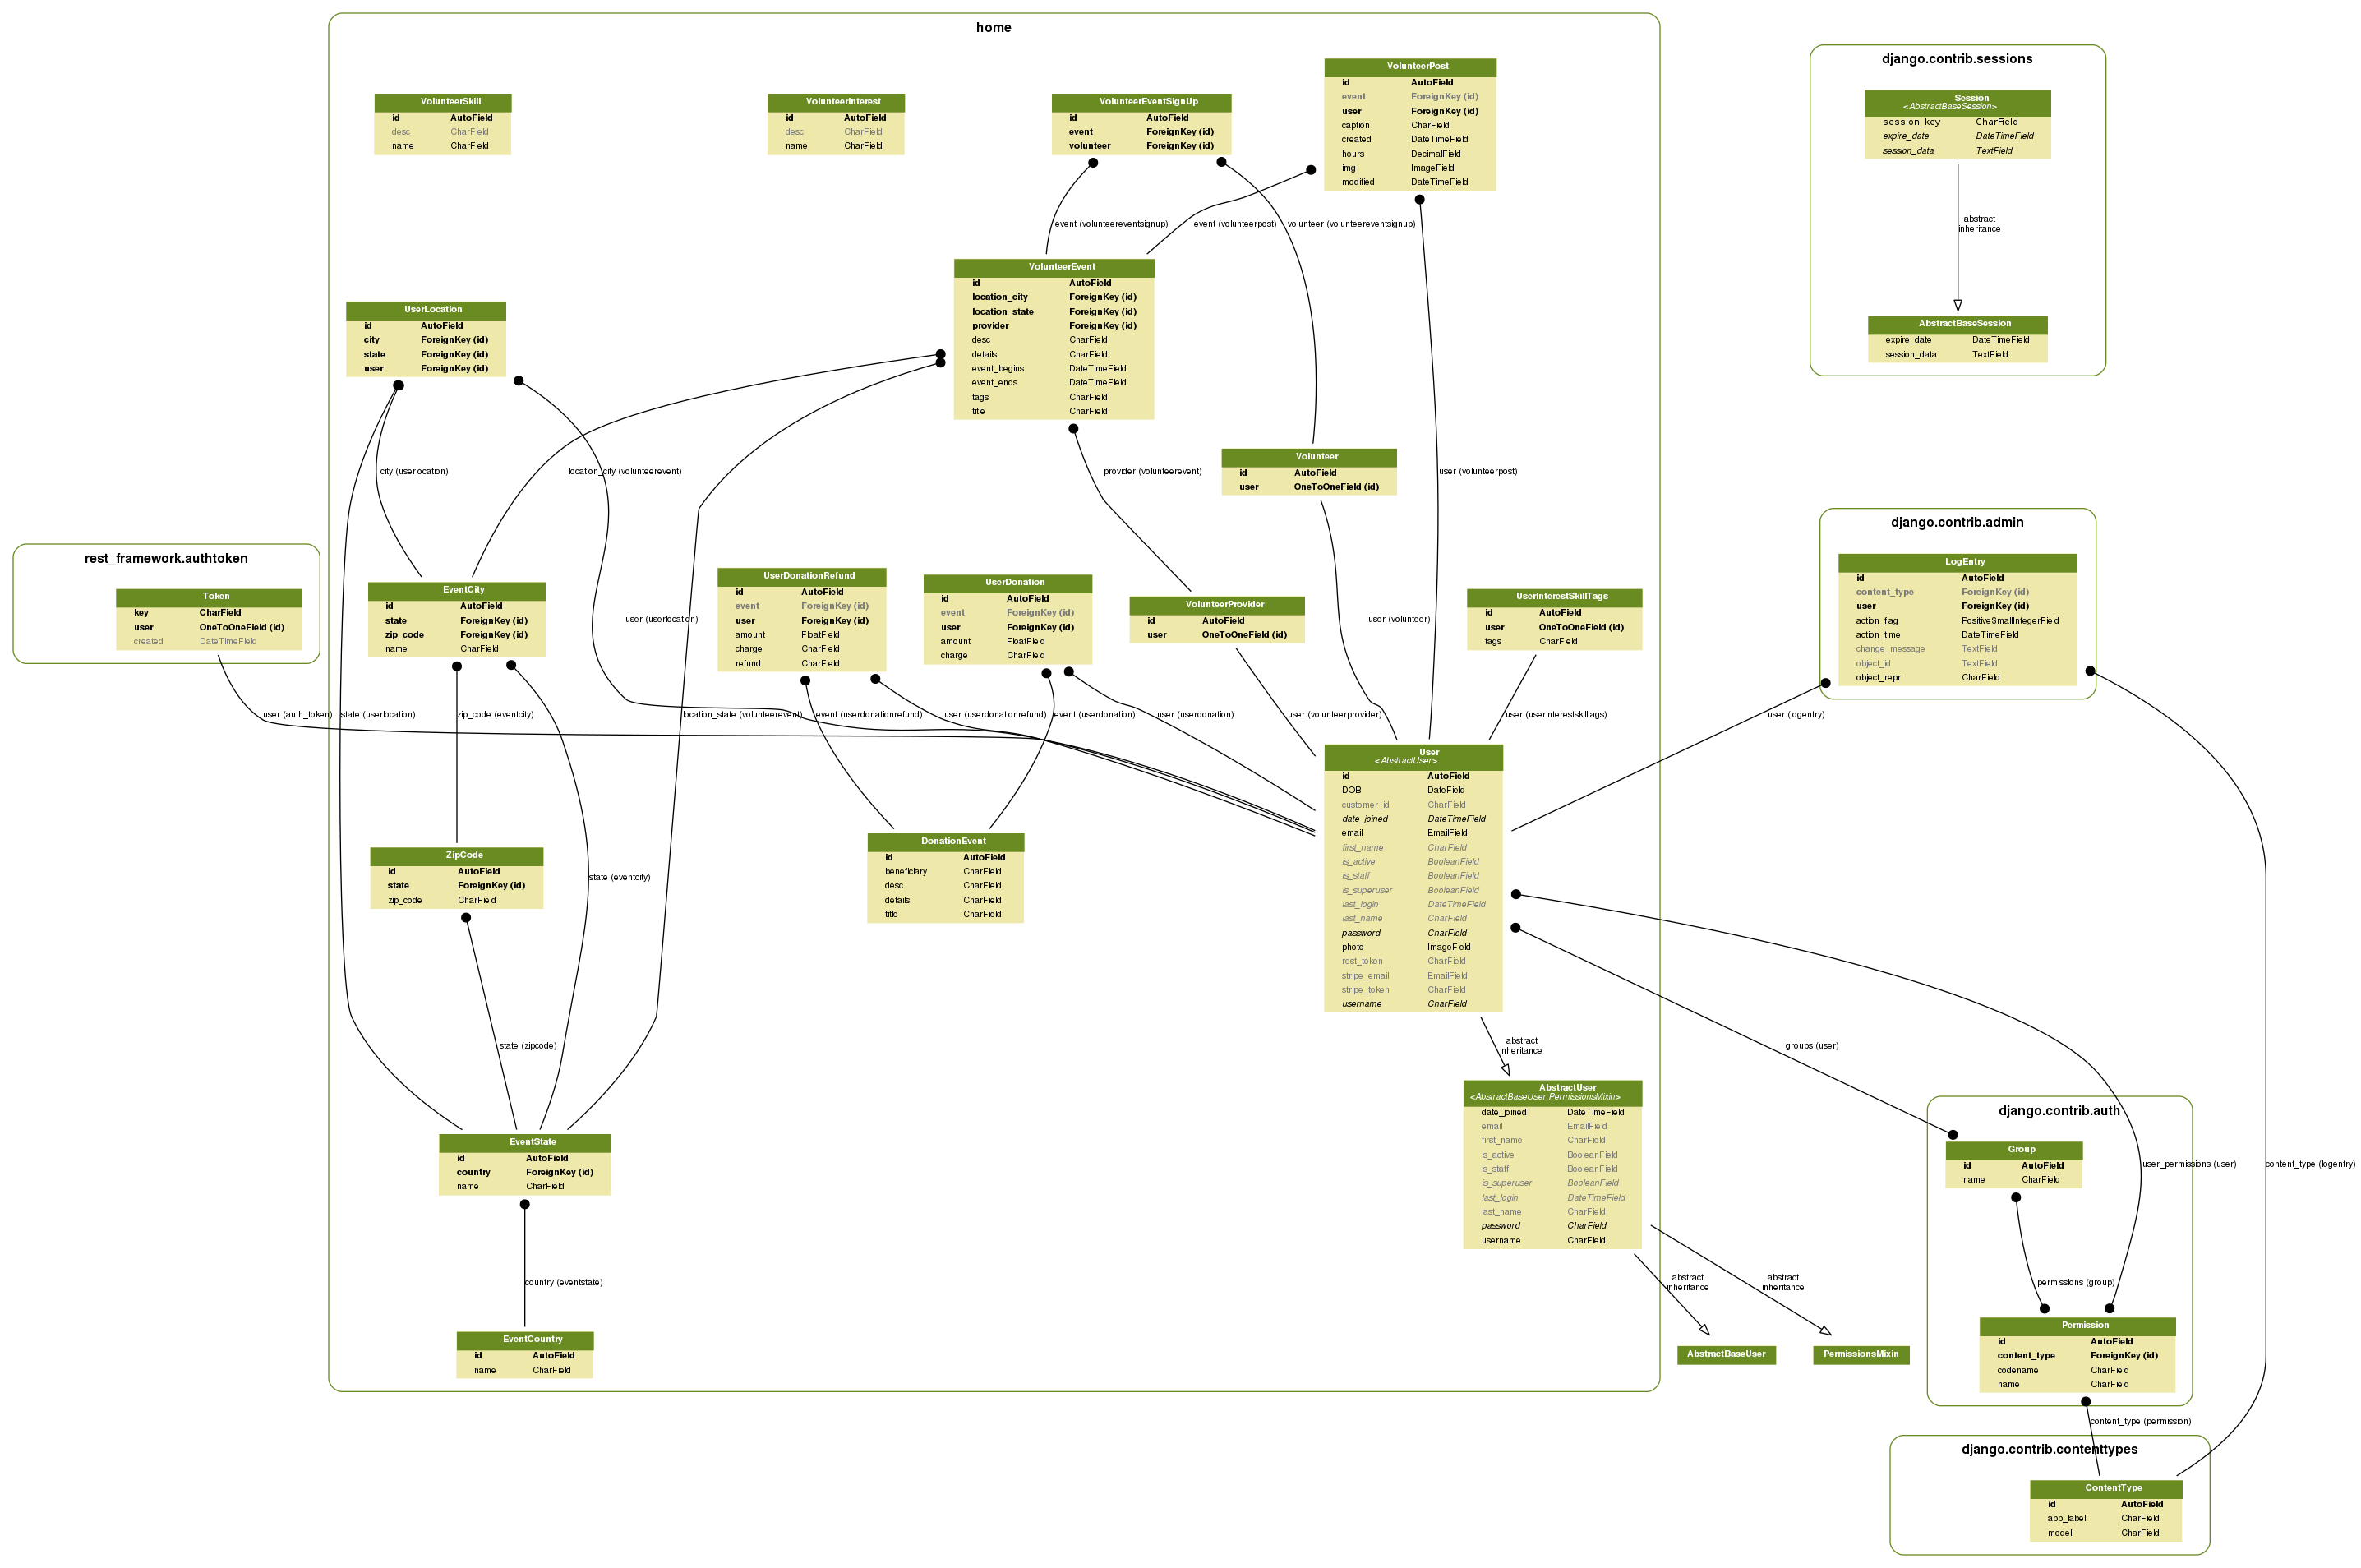 home
VolunteerSkill
id AutoField
desc CharField
name CharField
VolunteerInterest
id AutoField
desc CharField
name CharField
VolunteerEventSignUp
id AutoField
event ForeignKey (id)
volunteer ForeignKey (id)
VolunteerPost
id AutoField
event ForeignKey (id)
user ForeignKey (id)
caption CharField
created DateTimeField
hours DecimalField
img ImageField
modified DateTimeField
django.contrib.sessions
Session
<AbstractBaseSession>
session_key CharField
expire_date DateTimeField
session_data TextField
abstract
inheritance
AbstractBaseSession
expire_date DateTimeField
session_data TextField
event (volunteereventsignup)
event (volunteerpost)
volunteer (volunteereventsignup)
VolunteerEvent
id AutoField
location_city ForeignKey (id)
location_state ForeignKey (id)
provider ForeignKey (id)
desc CharField
details CharField
event_begins DateTimeField
event_ends DateTimeField
tags CharField
title CharField
UserLocation
id AutoField
city ForeignKey (id)
state ForeignKey (id)
user ForeignKey (id)
city (userlocation)
location_city (volunteerevent)
provider (volunteerevent)
Volunteer
id AutoField
user OneToOneField (id)
user (volunteerpost)
rest_framework.authtoken
Token
key CharField
user OneToOneField (id)
created DateTimeField
EventCity
id AutoField
state ForeignKey (id)
zip_code ForeignKey (id)
name CharField
user (userlocation)
UserDonationRefund
id AutoField
event ForeignKey (id)
user ForeignKey (id)
amount FloatField
charge CharField
refund CharField
UserDonation
id AutoField
event ForeignKey (id)
user ForeignKey (id)
amount FloatField
charge CharField
VolunteerProvider
id AutoField
user OneToOneField (id)
user (volunteer)
UserInterestSkillTags
id AutoField
user OneToOneField (id)
tags CharField
django.contrib.admin
LogEntry
id AutoField
content_type ForeignKey (id)
user ForeignKey (id)
action_flag PositiveSmallIntegerField
action_time DateTimeField
change_message TextField
object_id TextField
object_repr CharField
user (auth_token)
state (userlocation)
zip_code (eventcity)
location_state (volunteerevent)
event (userdonationrefund)
user (userdonationrefund)
event (userdonation)
user (userdonation)
user (volunteerprovider)
user (userinterestskilltags)
user (logentry)
User
<AbstractUser>
id AutoField
DOB DateField
customer_id CharField
date_joined DateTimeField
email EmailField
first_name CharField
is_active BooleanField
is_staff BooleanField
is_superuser BooleanField
last_login DateTimeField
last_name CharField
password CharField
photo ImageField
rest_token CharField
stripe_email EmailField
stripe_token CharField
username CharField
DonationEvent
id AutoField
beneficiary CharField
desc CharField
details CharField
title CharField
ZipCode
id AutoField
state ForeignKey (id)
zip_code CharField
state (eventcity)
state (zipcode)
abstract
inheritance
groups (user)
AbstractUser
<AbstractBaseUser,PermissionsMixin>
date_joined DateTimeField
email EmailField
first_name CharField
is_active BooleanField
is_staff BooleanField
is_superuser BooleanField
last_login DateTimeField
last_name CharField
password CharField
username CharField
EventState
id AutoField
country ForeignKey (id)
name CharField
django.contrib.auth
Group
id AutoField
name CharField
user_permissions (user)
content_type (logentry)
country (eventstate)
abstract
inheritance
abstract
inheritance
permissions (group)
EventCountry
id AutoField
name CharField
AbstractBaseUser
PermissionsMixin
Permission
id AutoField
content_type ForeignKey (id)
codename CharField
name CharField
content_type (permission)
django.contrib.contenttypes
ContentType
id AutoField
app_label CharField
model CharField